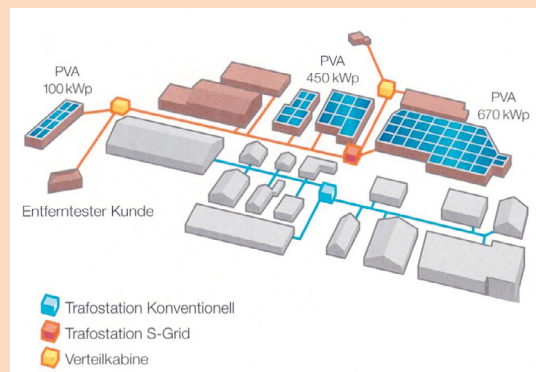 PVA
100 kWp
PVA
450 kWp
PVA
670 kWp
Entferntester Kunde
Trafostation Konventionell
Trafostation S-Grid
Verteilkabine